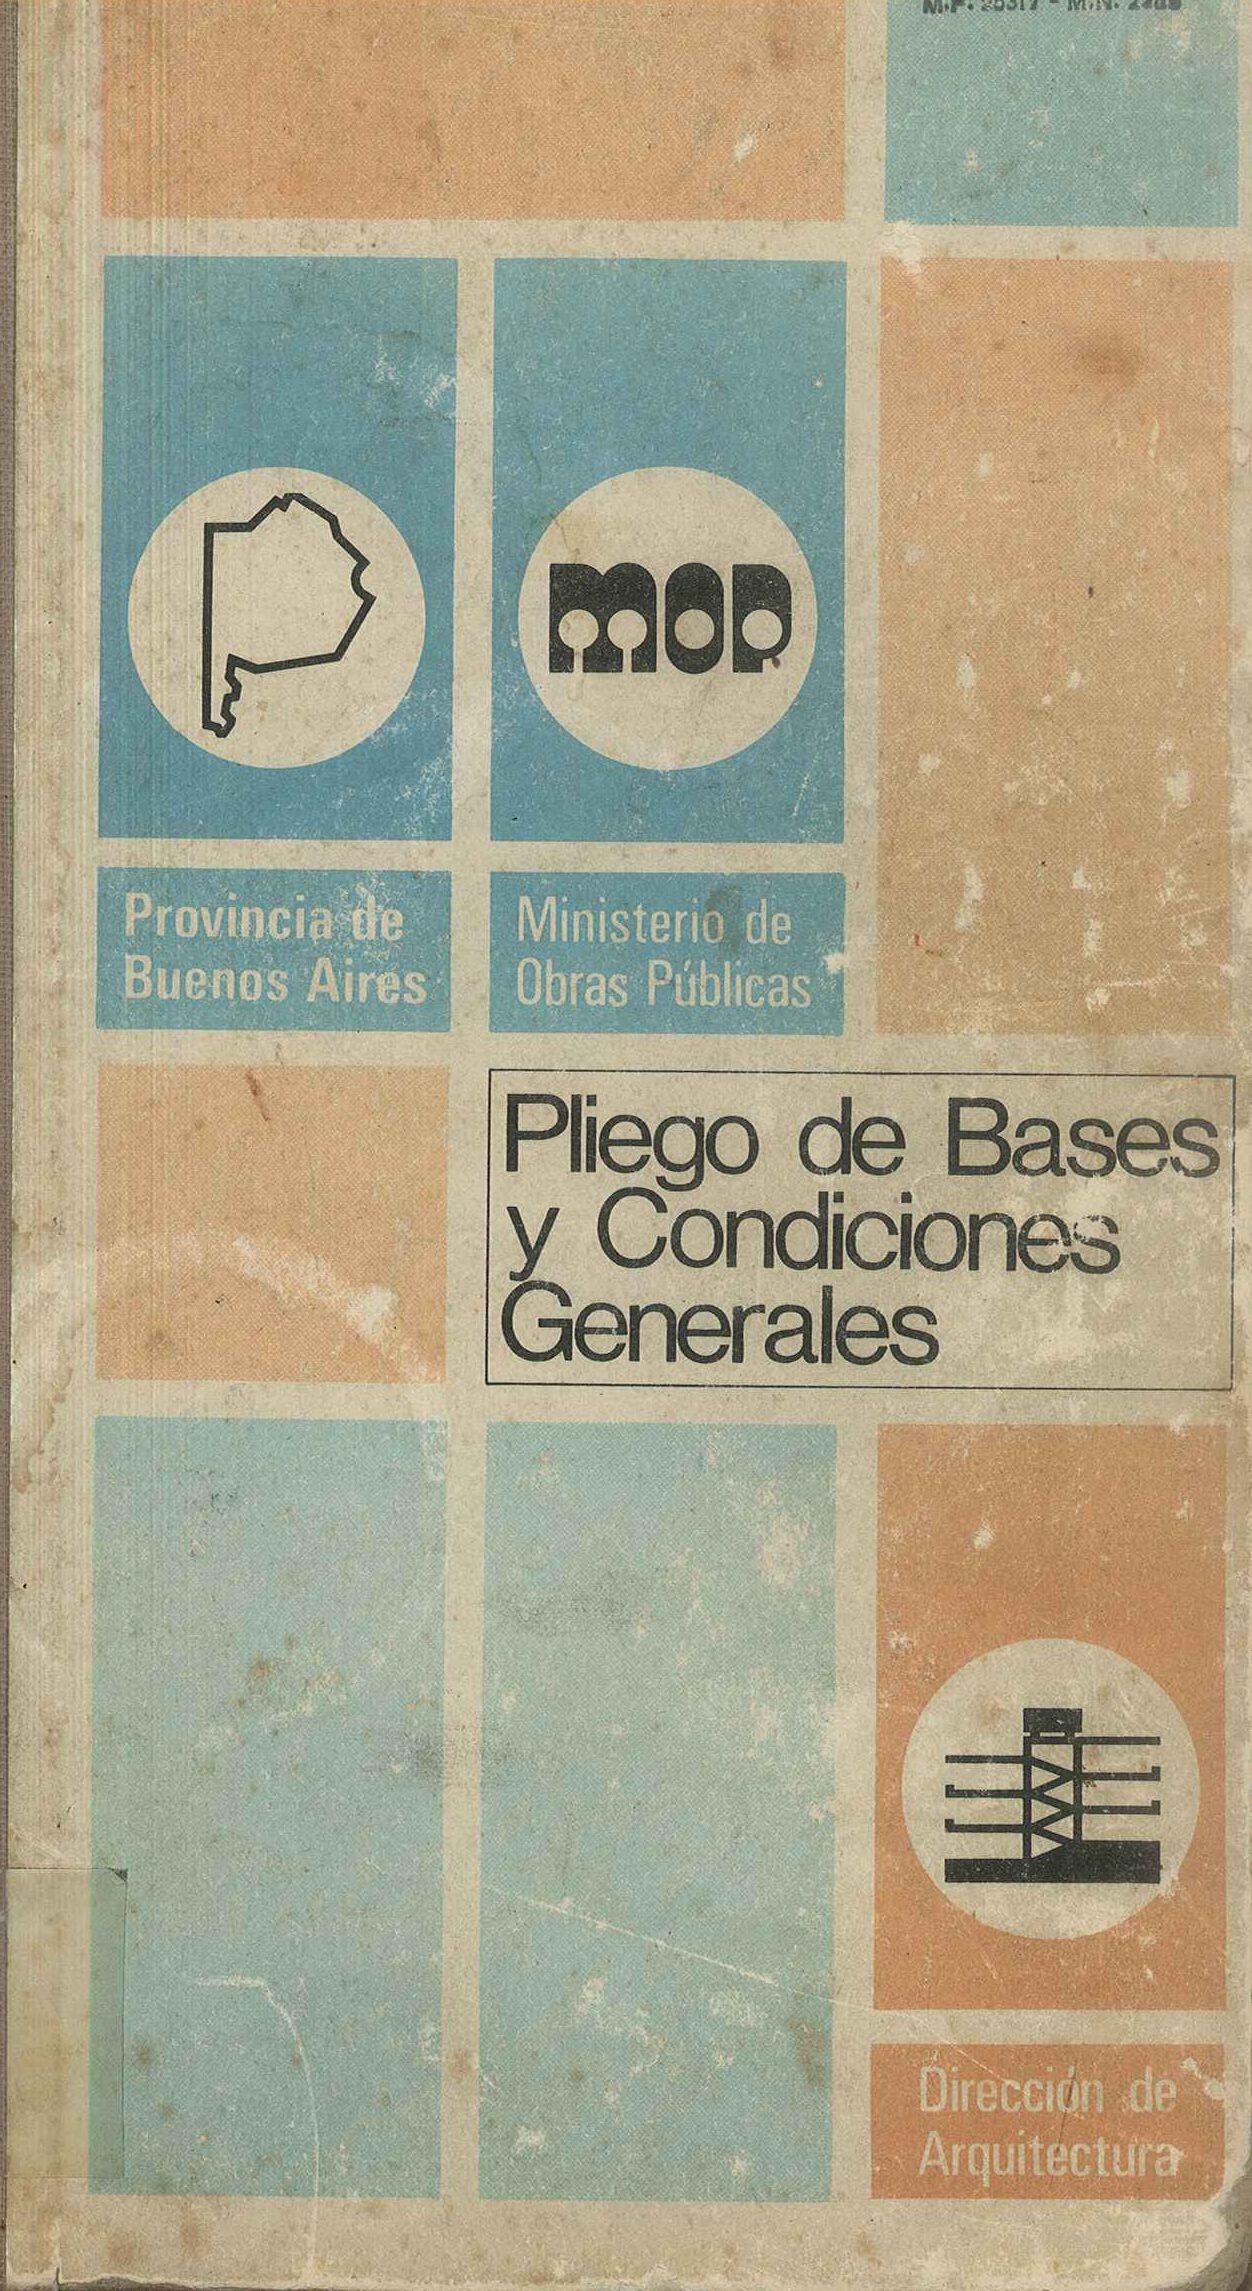 Provincia de
Buenos Aires
mop
Ministerio de
Obras Públicas
Pliego de Bases
y Condiciones
Generales
Dirección de
Arquitectura